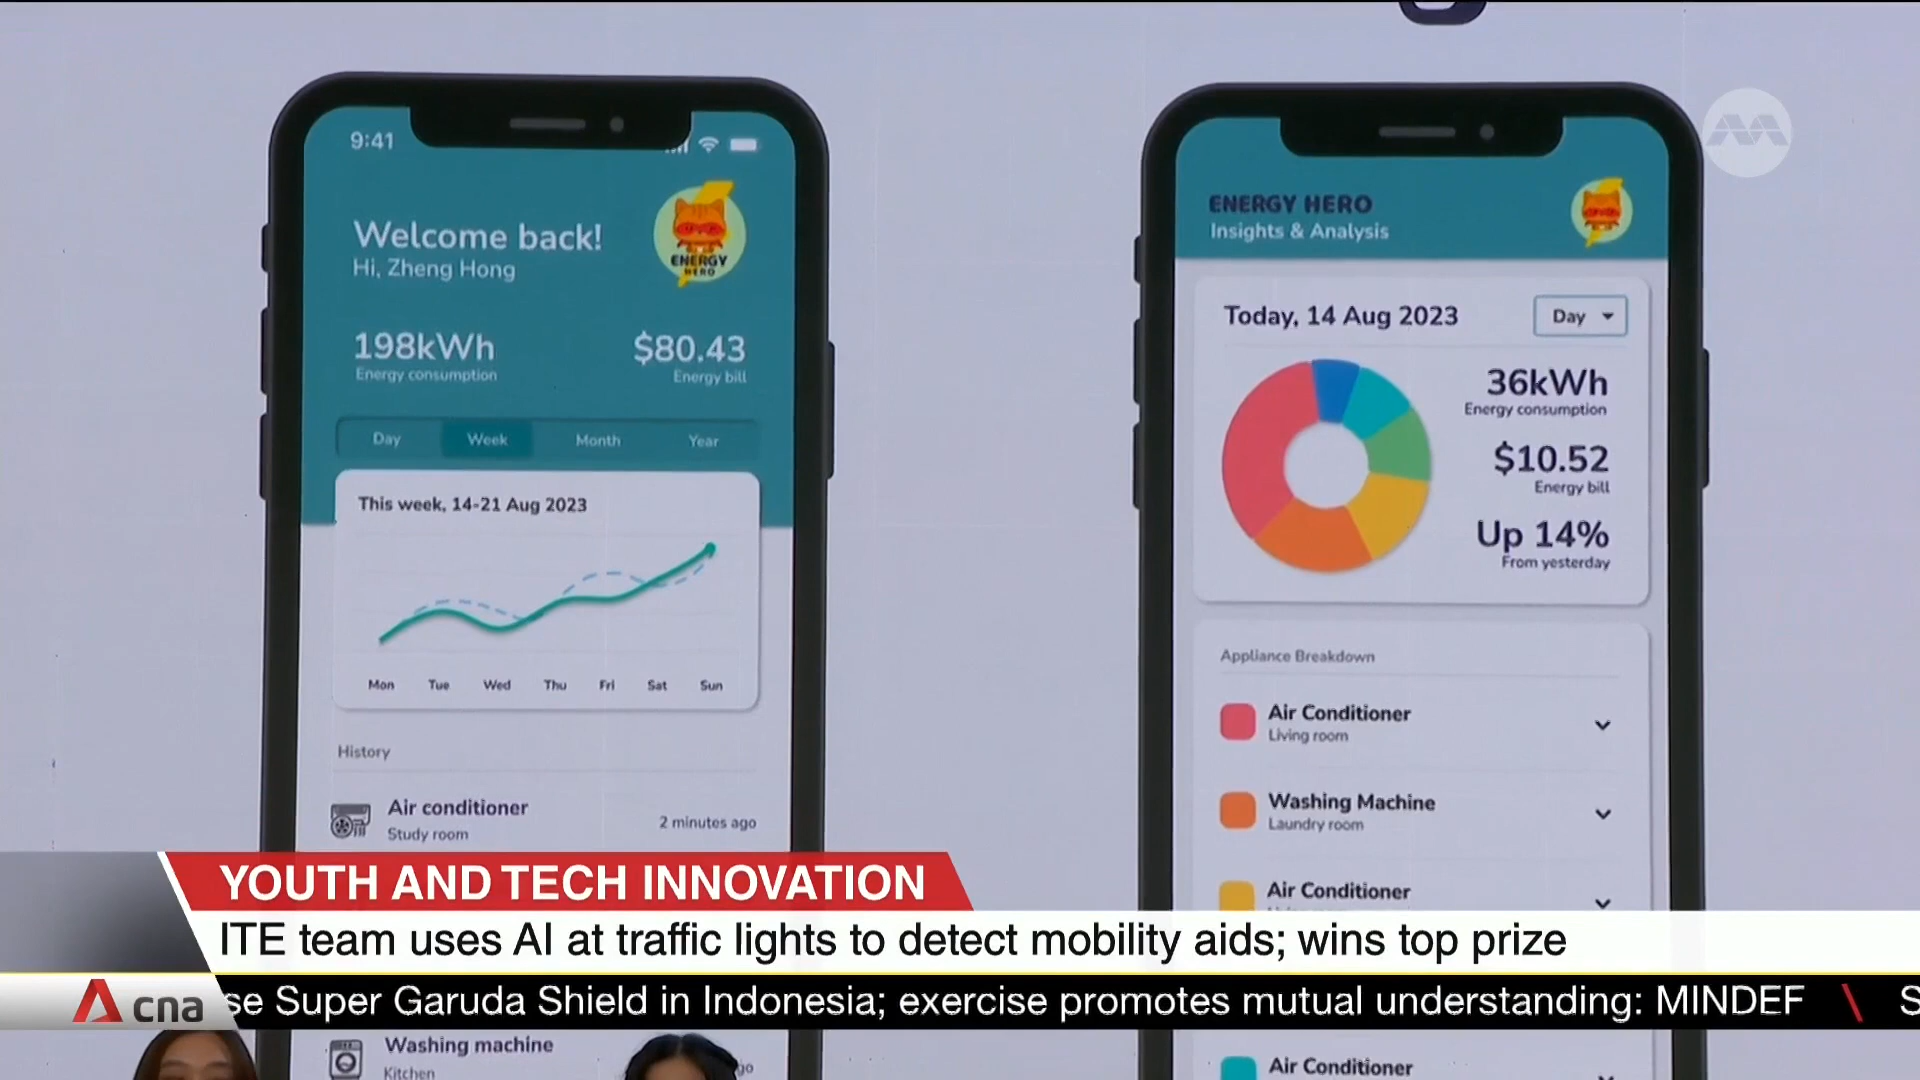 9:41
Welcome back!
Hi, Zheng Hong
ENERGY
HERO
198kWh
Energy consumption
$80.43
Energy bill
Day
Week
Month
Year
This week, 14-21 Aug 2023
Mon
Tue
Wed
Thu
Fri
Sat
Sun
History
Air conditioner
Study room
2 minutes ago
Washing machine
Kitchen
ENERGY HERO
Insights & Analysis
Today, 14 Aug 2023
Day
36kWh
Energy consumption
$10.52
Energy bill
Up 14%
From yesterday
Appliance Breakdown
Air Conditioner
Living room
Washing Machine
Laundry room
Air Conditioner
Air Conditioner
YOUTH AND TECH INNOVATION
ITE team uses AI at traffic lights to detect mobility aids; wins top prize
cna
se Super Garuda Shield in Indonesia; exercise promotes mutual understanding: MINDEF \ S